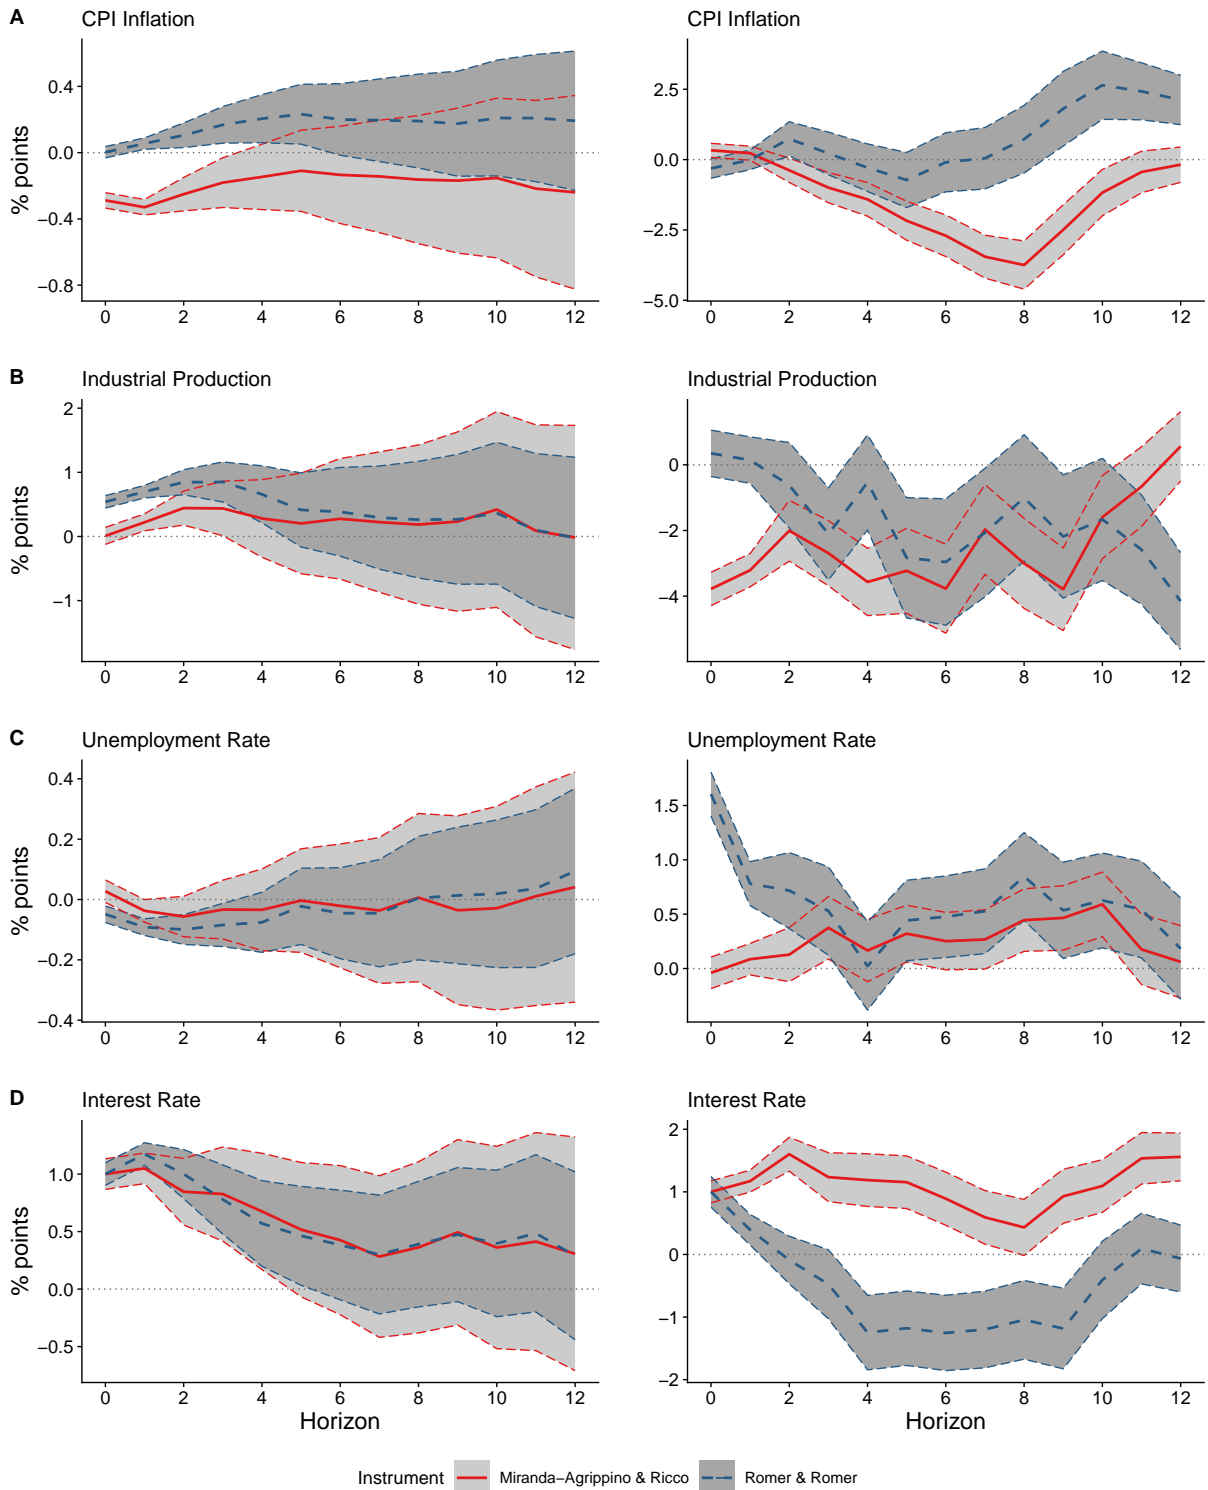 A
CPI Inflation
CPI Inflation
% points
0.4
0.0
−0.4
−0.8
0 2 4 6 8 10 12
2.5
0.0
−2.5
−5.0
0 2 4 6 8 10 12
B
Industrial Production
Industrial Production
% points
2
1
0
−1
0 2 4 6 8 10 12
0
−2
−4
0 2 4 6 8 10 12
C
Unemployment Rate
Unemployment Rate
% points
0.4
0.2
0.0
−0.2
−0.4
0 2 4 6 8 10 12
1.5
1.0
0.5
0.0
0 2 4 6 8 10 12
D
Interest Rate
Interest Rate
% points
1.0
0.5
0.0
−0.5
0 2 4 6 8 10 12
Horizon
2
1
0
−1
−2
0 2 4 6 8 10 12
Horizon
Instrument Miranda−Agrippino & Ricco Romer & Romer